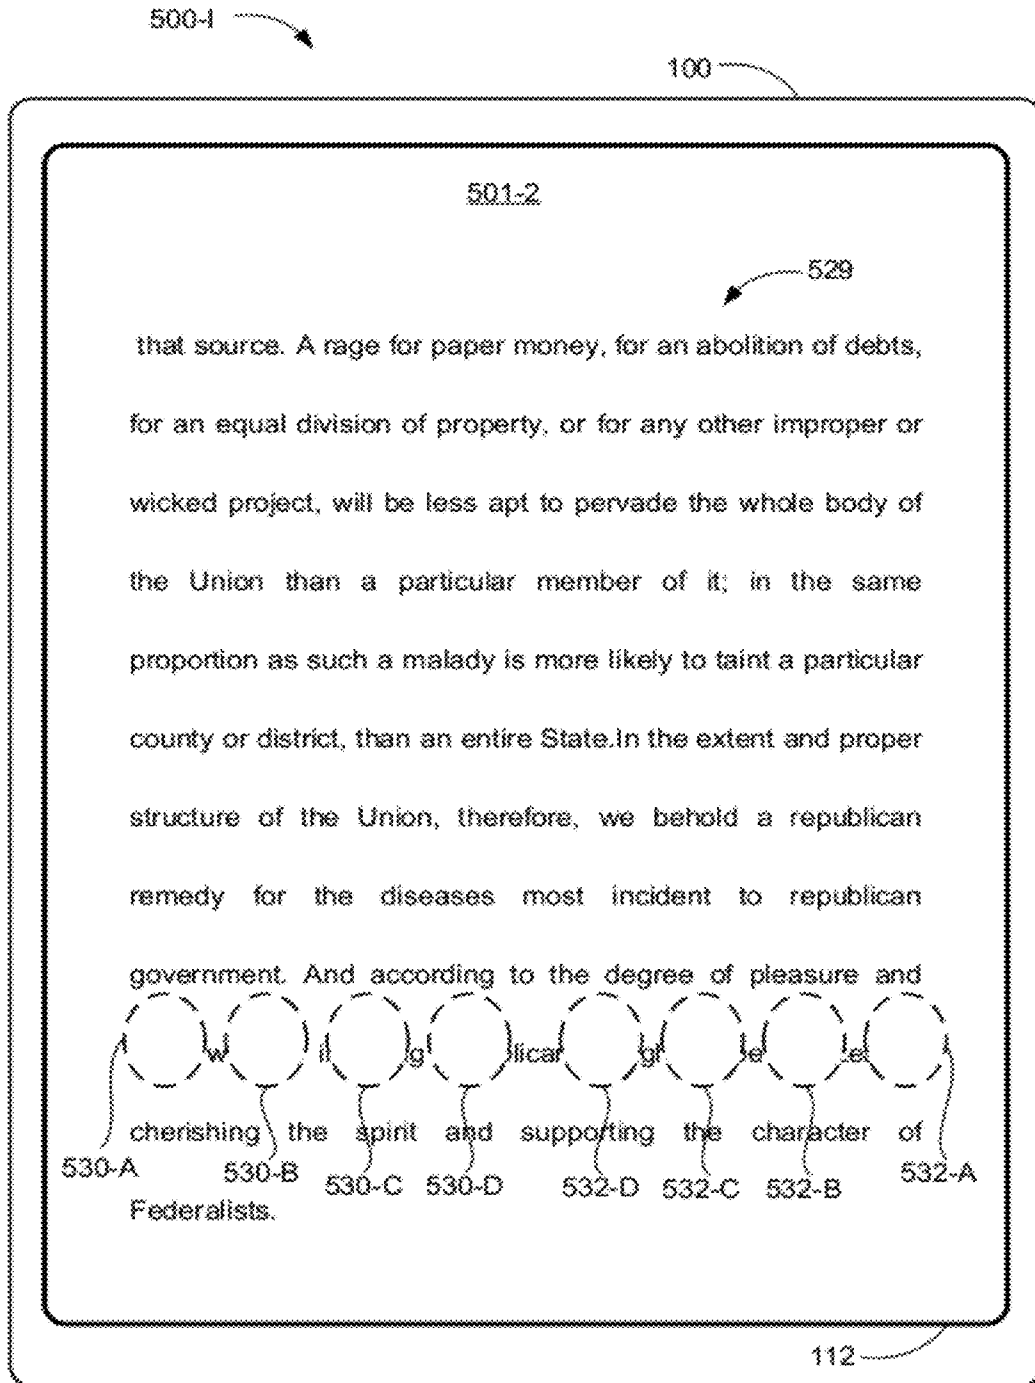 500-I
100
501-2
529
that source. A rage for paper money, for an abolition of debts,
for an equal division of property, or for any other improper or
wicked project, will be less apt to pervade the whole body of
the Union than a particular member of it; in the same
proportion as such a malady is more likely to taint a particular
county or district, than an entire State.In the extent and proper
structure of the Union, therefore, we behold a republican
remedy for the diseases most incident to republican
government. And according to the degree of pleasure and
cherishing the spirit and supporting the character of
530-A 530-B 530-C 530-D 532-D 532-C 532-B 532-A
Federalists.
112